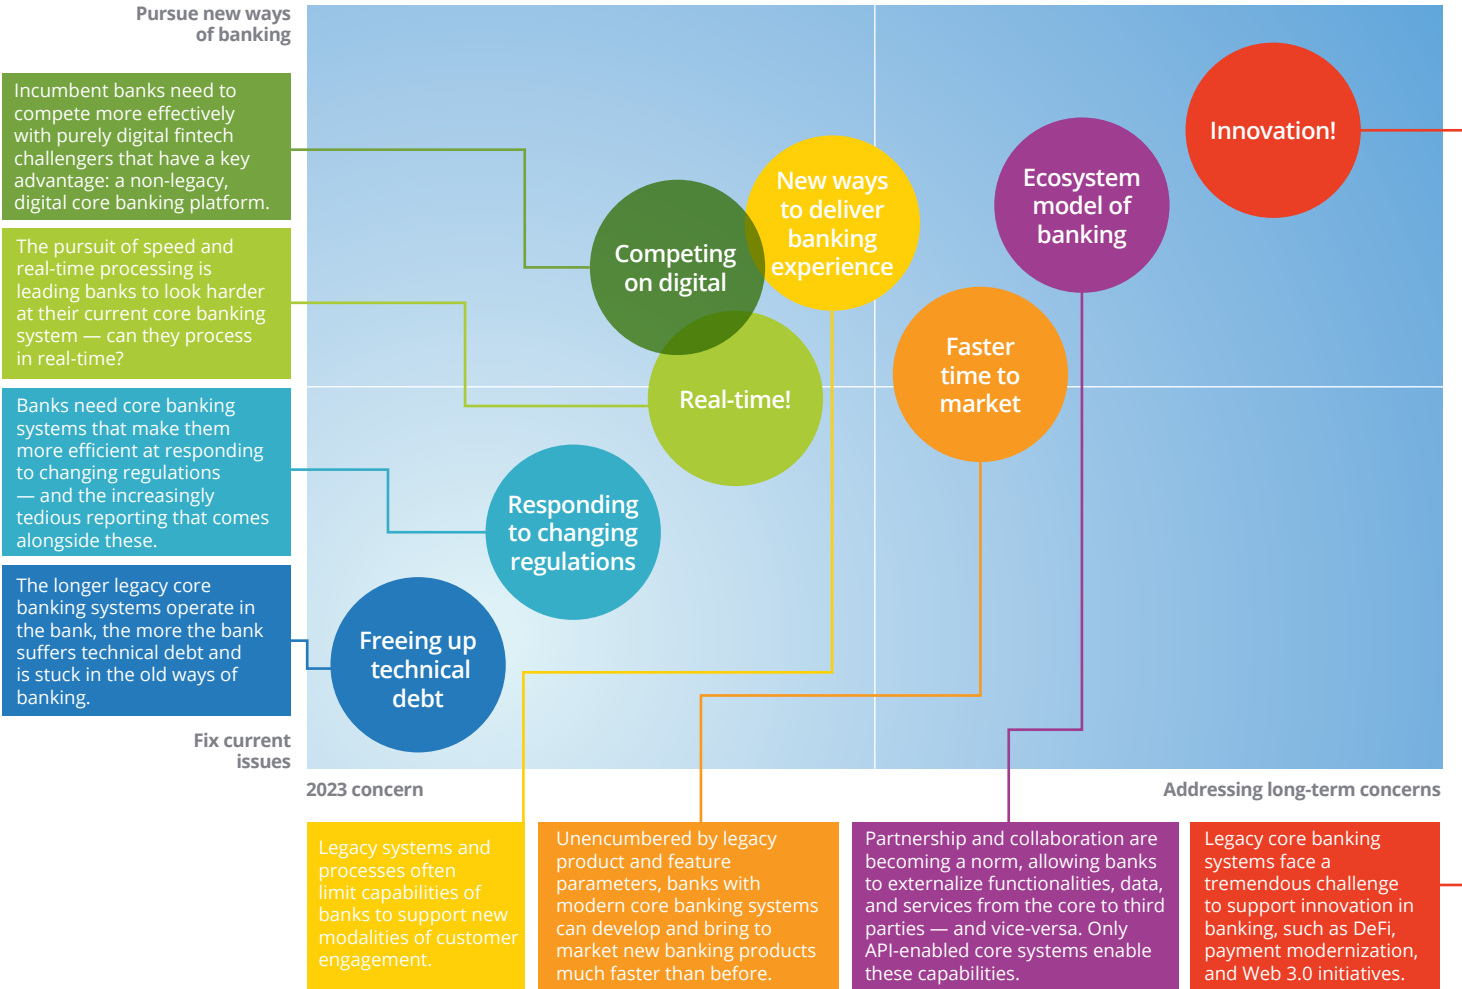 Pursue new ways
of banking
Incumbent banks need to
compete more effectively
with purely digital fintech
challengers that have a key
advantage: a non-legacy,
digital core banking platform.
The pursuit of speed and
real-time processing is
leading banks to look harder
at their current core banking
system — can they process
in real-time?
Banks need core banking
systems that make them
more efficient at responding
to changing regulations
— and the increasingly
tedious reporting that comes
alongside these.
The longer legacy core
banking systems operate in
the bank, the more the bank
suffers technical debt and
is stuck in the old ways of
banking.
Fix current
issues
Innovation!
Ecosystem
model of
banking
New ways
to deliver
banking
experience
Competing
on digital
Faster
time to
market
Real-time!
Responding
to changing
regulations
Freeing up
technical
debt
2023 concern
Addressing long-term concerns
Legacy systems and
processes often
limit capabilities of
banks to support new
modalities of customer
engagement.
Unencumbered by legacy
product and feature
parameters, banks with
modern core banking systems
can develop and bring to
market new banking products
much faster than before.
Partnership and collaboration are
becoming a norm, allowing banks
to externalize functionalities, data,
and services from the core to third
parties — and vice-versa. Only
API-enabled core systems enable
these capabilities.
Legacy core banking
systems face a
tremendous challenge
to support innovation in
banking, such as DeFi,
payment modernization,
and Web 3.0 initiatives.